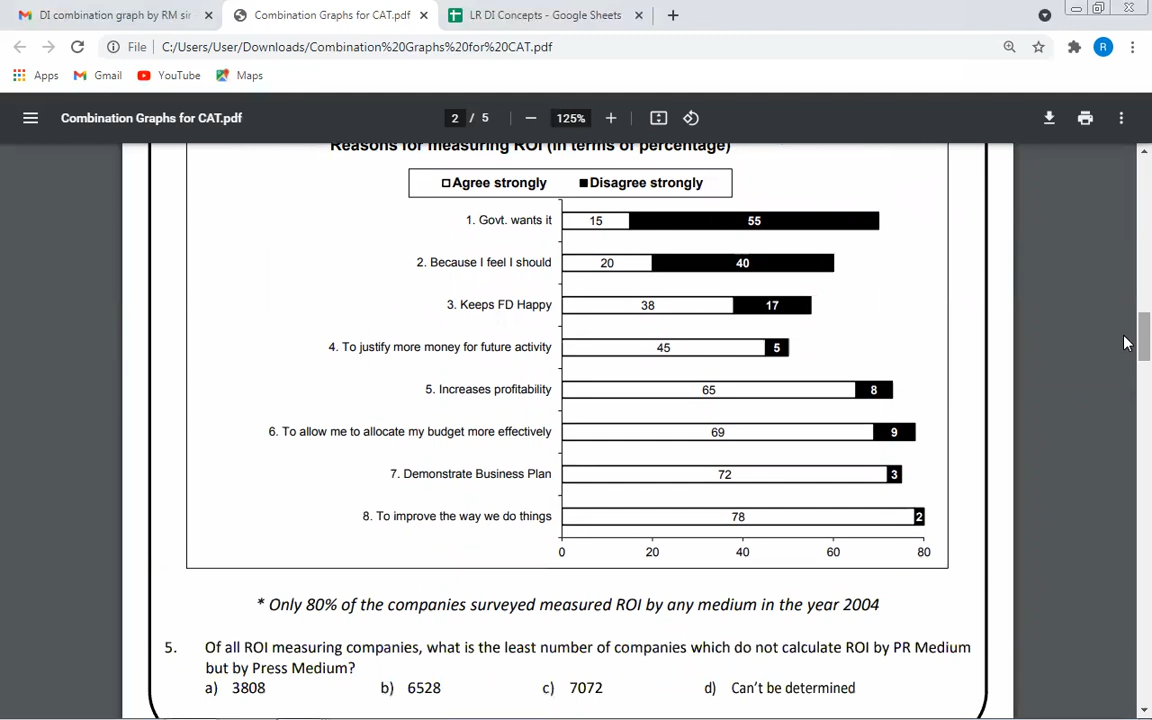 DI combination graph by RM sir
Combination Graphs for CAT.pdf
LR DI Concepts - Google Sheets
File
C:/Users/User/Downloads/Combination%20Graphs%20for%20CAT.pdf
R
Apps
Gmail
YouTube
Maps
Combination Graphs for CAT.pdf
2 / 5
125%
Reasons for measuring ROI (in terms of percentage)
Agree strongly Disagree strongly
1. Govt. wants it 15 55
2. Because I feel I should 20 40
3. Keeps FD Happy 38 17
4. To justify more money for future activity 45 5
5. Increases profitability 65 8
6. To allow me to allocate my budget more effectively 69 9
7. Demonstrate Business Plan 72 3
8. To improve the way we do things 78 2
0 20 40 60 80
* Only 80% of the companies surveyed measured ROI by any medium in the year 2004
5. Of all ROI measuring companies, what is the least number of companies which do not calculate ROI by PR Medium
but by Press Medium?
a) 3808 b) 6528 c) 7072 d) Can't be determined